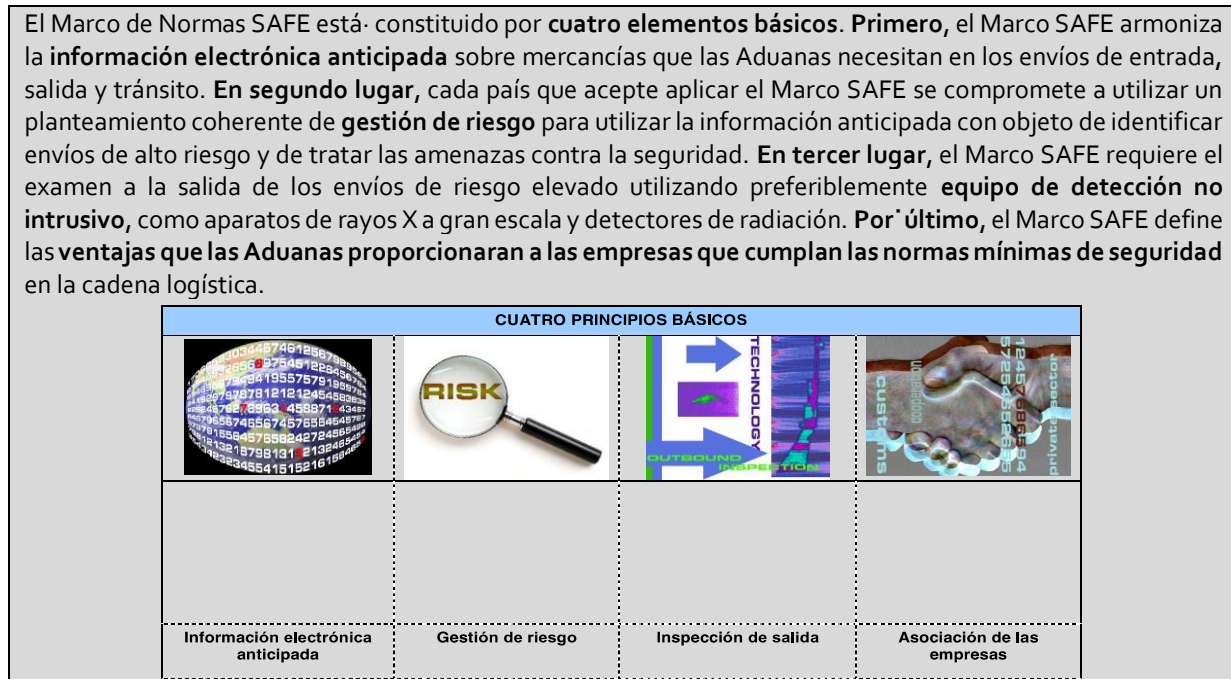 El Marco de Normas SAFE está· constituido por cuatro elementos básicos. Primero, el Marco SAFE armoniza
la información electrónica anticipada sobre mercancías que las Aduanas necesitan en los envíos de entrada,
salida y tránsito. En segundo lugar, cada país que acepte aplicar el Marco SAFE se compromete a utilizar un
planteamiento coherente de gestión de riesgo para utilizar la información anticipada con objeto de identificar
envíos de alto riesgo y de tratar las amenazas contra la seguridad. En tercer lugar, el Marco SAFE requiere el
examen a la salida de los envíos de riesgo elevado utilizando preferiblemente equipo de detección no
intrusivo, como aparatos de rayos X a gran escala y detectores de radiación. Por˙último, el Marco SAFE define
las ventajas que las Aduanas proporcionaran a las empresas que cumplan las normas mínimas de seguridad
en la cadena logística.
CUATRO PRINCIPIOS BÁSICOS
RISK
TECHNOLOGY
OUTBOUND
INSPECTION
customs
cooperation
private sector
Información electrónica
anticipada
Gestión de riesgo
Inspección de salida
Asociación de las
empresas